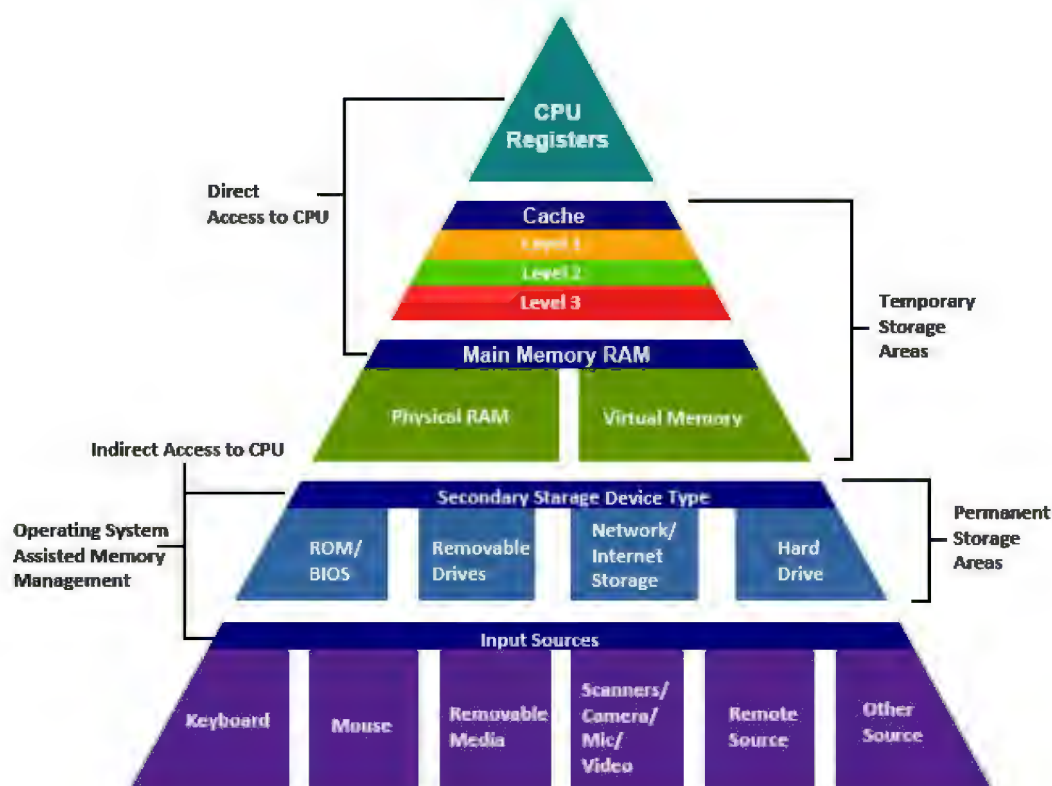 CPU
Registers
Direct
Access to CPU
Cache
Level 1
Level 2
Level 3
Temporary
Storage
Areas
Main Memory RAM
Physical RAM
Virtual Memory
Indirect Access to CPU
Secondary Starage Device Type
Operating System
Assisted Memory
Management
ROM/
BIOS
Removable
Drives
Network/
Internet
Storage
Hard
Drive
Permanent
Storage
Areas
Input Sources
Keyboard
Mouse
Removable
Media
Scanners/
Camera/
Mic/
Video
Remote
Source
Other
Source